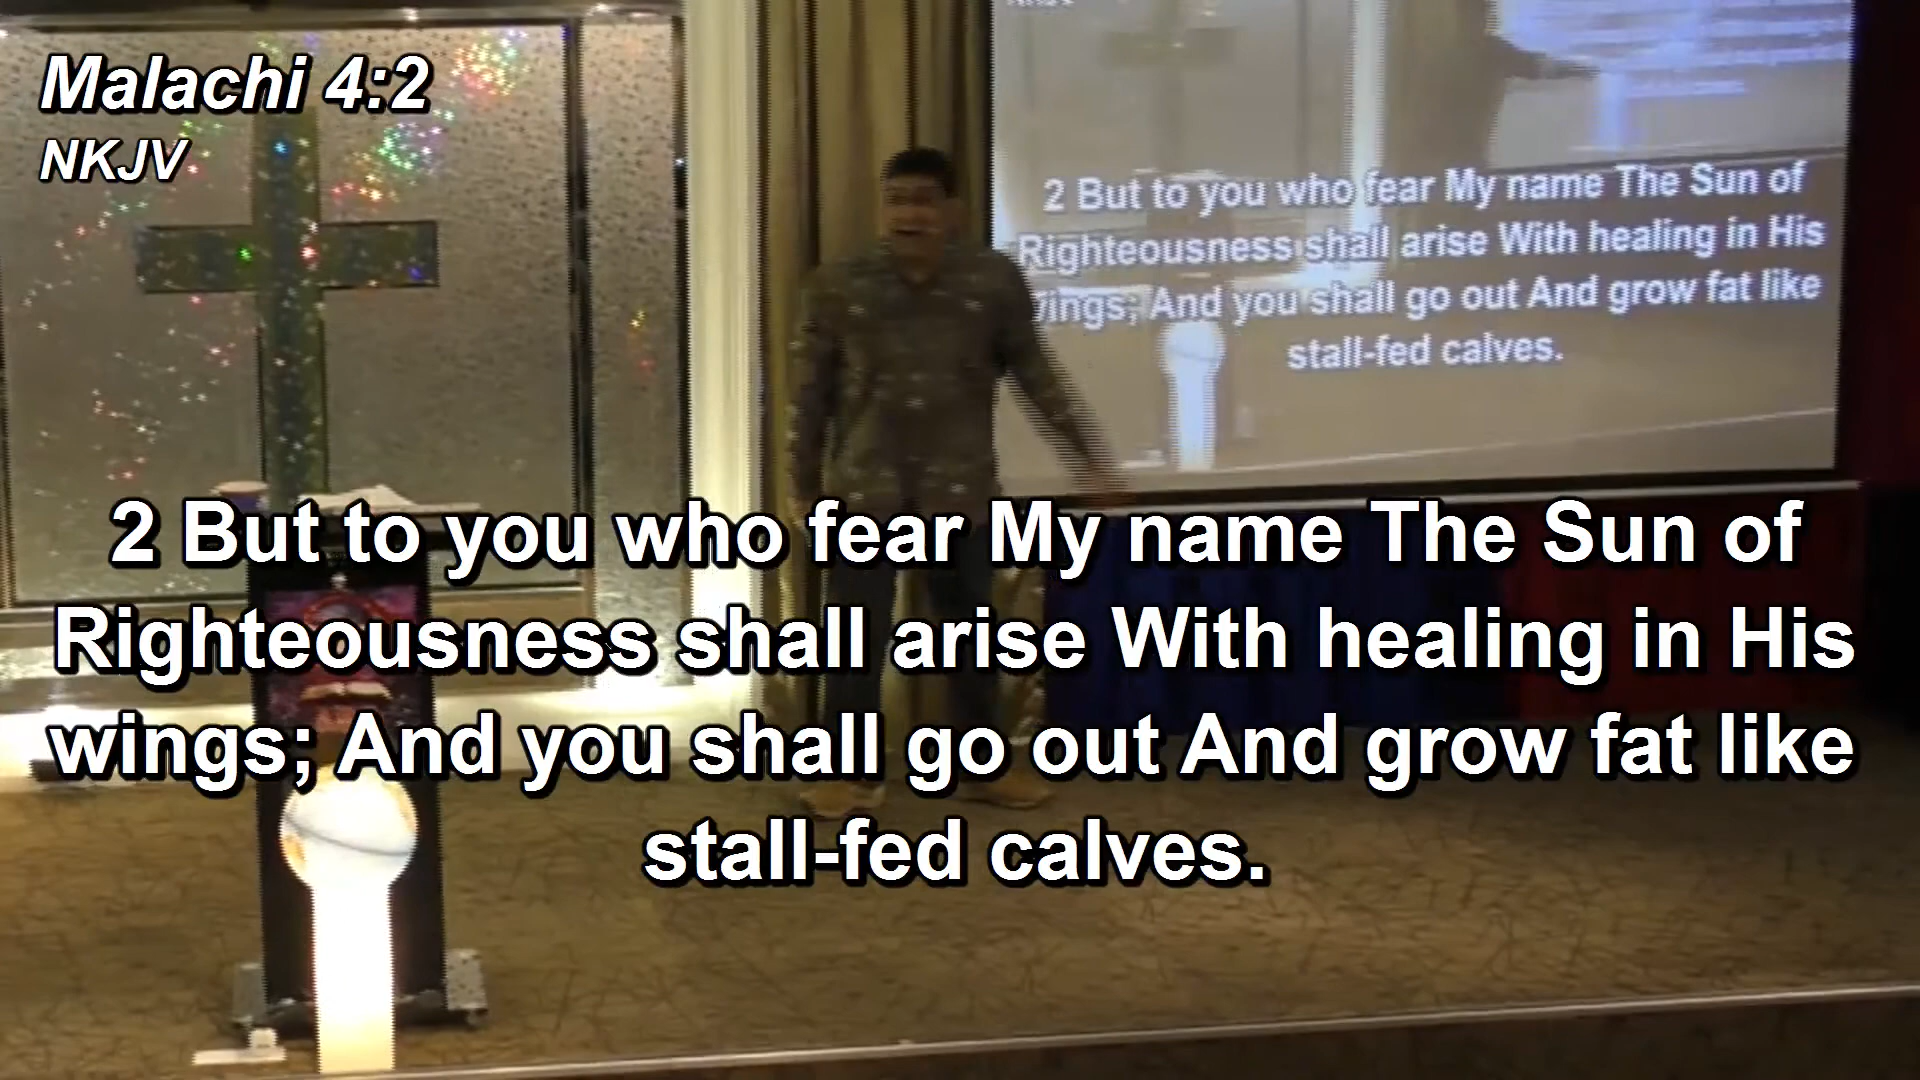 Malachi 4:2
NKJV
2 But to you who fear My name The Sun of
Righteousness shall arise With healing in His
wings; And you shall go out And grow fat like
stall-fed calves.
2 But to you who fear My name The Sun of
Righteousness shall arise With healing in His
wings; And you shall go out And grow fat like
stall-fed calves.